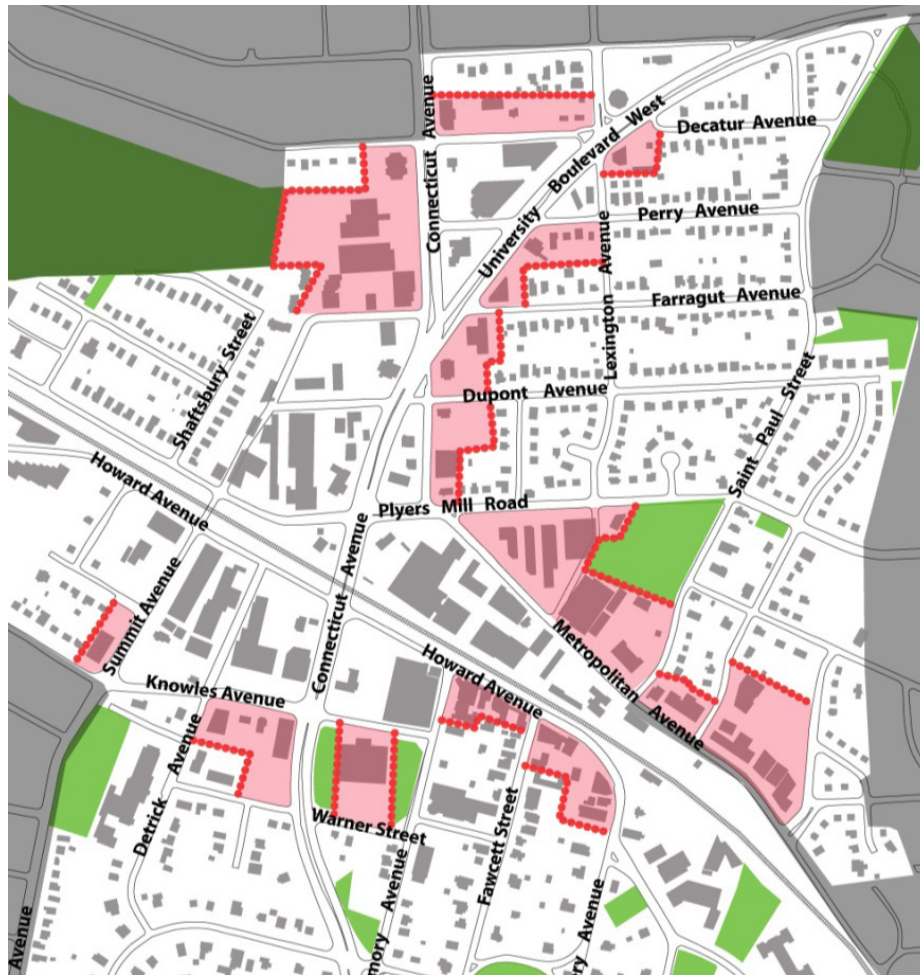 Connecticut Avenue
University Boulevard West
Decatur Avenue
Perry Avenue
Lexington Avenue
Farragut Avenue
Shaftsbury Street
Dupont Avenue
Saint Paul Street
Howard Avenue
Plyers Mill Road
Connecticut Avenue
Summit Avenue
Metropolitan Avenue
Howard Avenue
Knowles Avenue
Detrick Avenue
Warner Street
Fawcett Street
Avenue
mory Avenue
ry Avenue